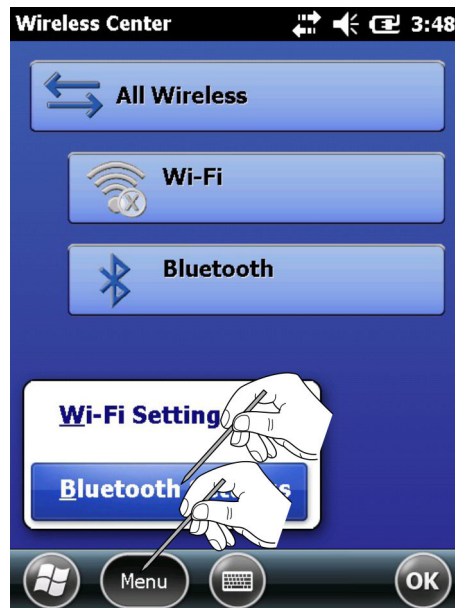 Wireless Center 3:48
All Wireless
Wi-Fi
Bluetooth
Wi-Fi Setting
Bluetooth
Menu
OK